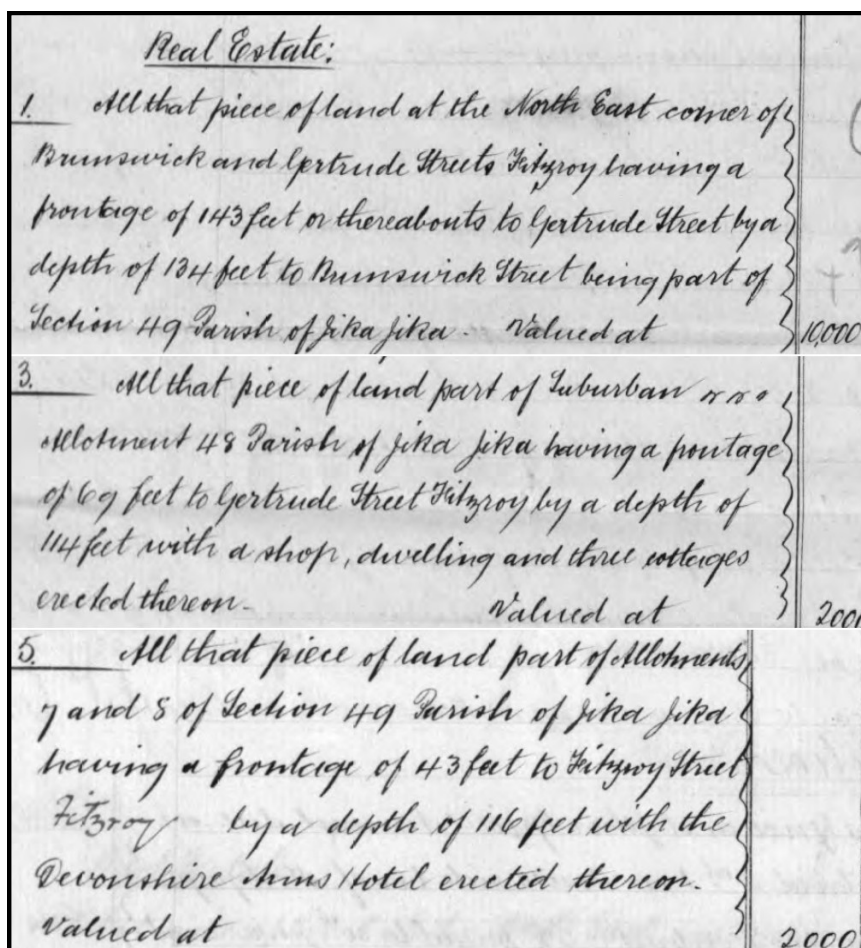 Real Estate:
1. All that piece of land at the North East corner of
Brunswick and Gertrude Streets Fitzroy having a
frontage of 143 feet or thereabouts to Gertrude Street by a
depth of 134 feet to Brunswick Street being part of
Section 49 Parish of Jika Jika. Valued at 10,000
3. All that piece of land part of Suburban
Allotment 48 Parish of Jika Jika having a frontage
of 69 feet to Gertrude Street Fitzroy by a depth of
114 feet with a shop, dwelling and three cottages
erected thereon. Valued at 200
5. All that piece of land part of Allotments
7 and 8 of Section 49 Parish of Jika Jika
having a frontage of 43 feet to Fitzroy Street
Fitzroy by a depth of 116 feet with the
Devonshire Arms Hotel erected thereon.
Valued at 2,000